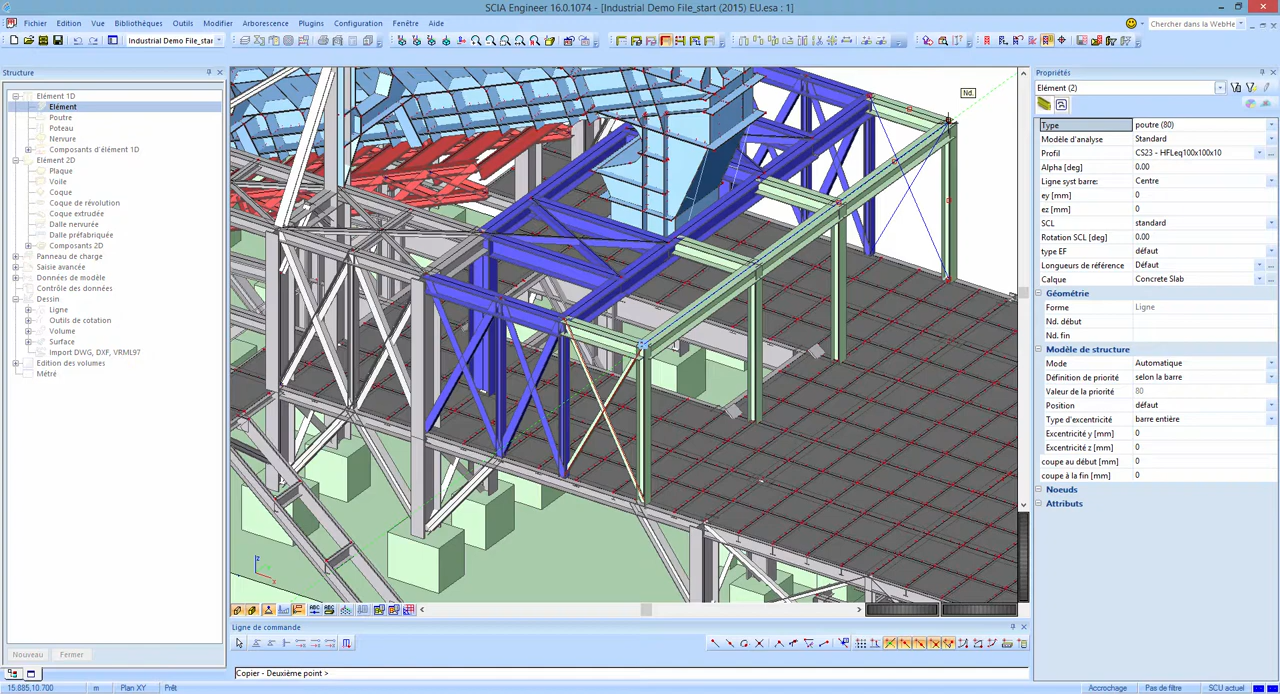 SCIA Engineer 16.0.1074 - [Industrial Demo File_start (2015) EU.esa : 1]
Fichier Edition Vue Bibliothèques Outils Modifier Arborescence Plugins Configuration Fenêtre Aide
Chercher dans la WebHe
Industrial Demo File_star
Structure
Elément 1D
Elément
Poutre
Poteau
Nervure
Composants d'élément 1D
Elément 2D
Plaque
Voile
Coque
Coque de révolution
Coque extrudée
Dalle nervurée
Dalle préfabriquée
Composants 2D
Panneau de charge
Saisie avancée
Données de modèle
Contrôle des données
Dessin
Ligne
Outils de cotation
Volume
Surface
Import DWG, DXF, VRML97
Edition des volumes
Métré
Nouveau Fermer
Nd.
Propriétés
Elément (2)
Type poutre (80)
Modèle d'analyse Standard
Profil CS23 - HFLeq100x100x10
Alpha [deg] 0.00
Ligne syst barre: Centre
ey [mm] 0
ez [mm] 0
SCL standard
Rotation SCL [deg] 0.00
type EF défaut
Longueurs de référence Défaut
Calque Concrete Slab
Géométrie
Forme Ligne
Nd. début
Nd. fin
Modèle de structure
Mode Automatique
Définition de priorité selon la barre
Valeur de la priorité 80
Position défaut
Type d'excentricité barre entière
Excentricité y [mm] 0
Excentricité z [mm] 0
coupe au début [mm] 0
coupe à la fin [mm] 0
Noeuds
Attributs
Ligne de commande
Copier - Deuxième point >
15.885,10.700 m Plan XY Prêt Accrochage Pas de filtre SCU actuel